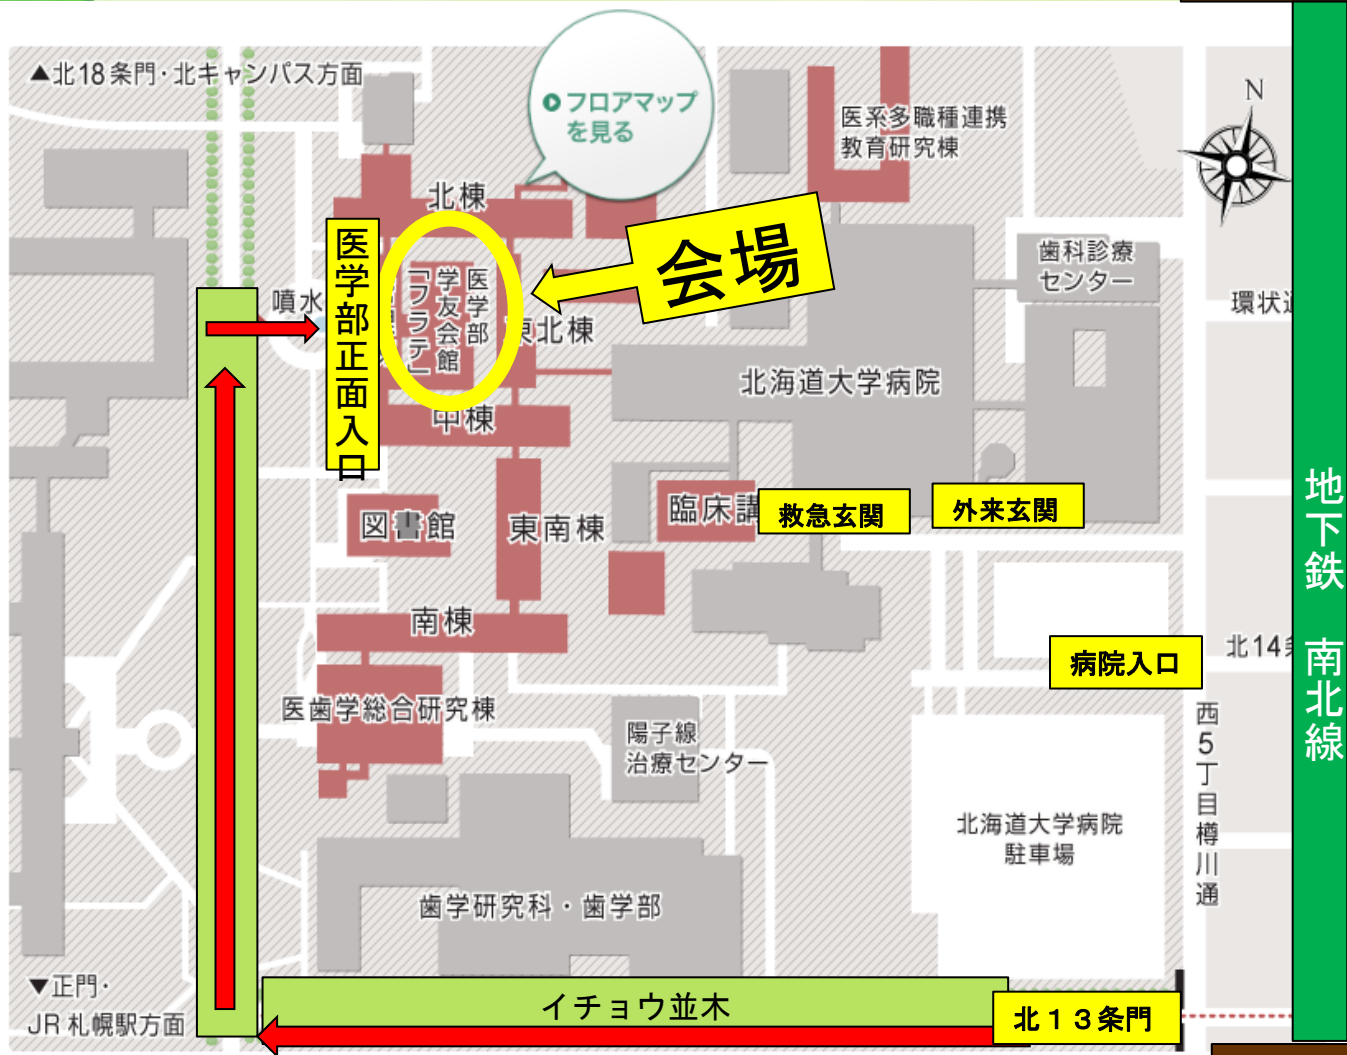 ▲北18条門・北キャンパス方面
フロアマップ
を見る
医系多職種連携
教育研究棟
N
北棟
会場
医学部正面入口
医学部
学友会館
「フラテ」
噴水
東北棟
歯科診療
センター
環状通
北海道大学病院
中棟
図書館
東南棟
臨床講
救急玄関
外来玄関
地下鉄 南北線
南棟
北14条
病院入口
医歯学総合研究棟
陽子線
治療センター
西5丁目樽川通
北海道大学病院
駐車場
歯学研究科・歯学部
▼正門・
JR 札幌駅方面
イチョウ並木
北13条門